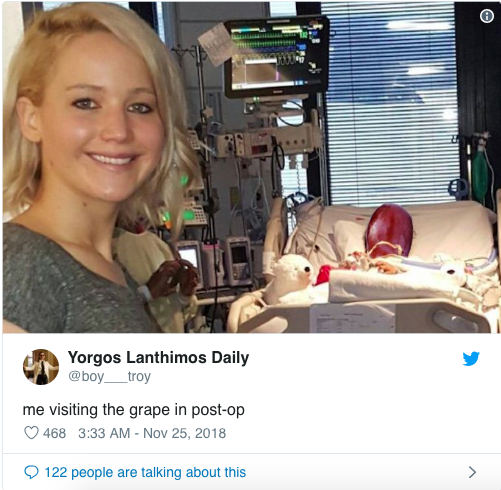 Yorgos Lanthimos Daily
@boy___troy
me visiting the grape in post-op
468 3:33 AM - Nov 25, 2018
122 people are talking about this